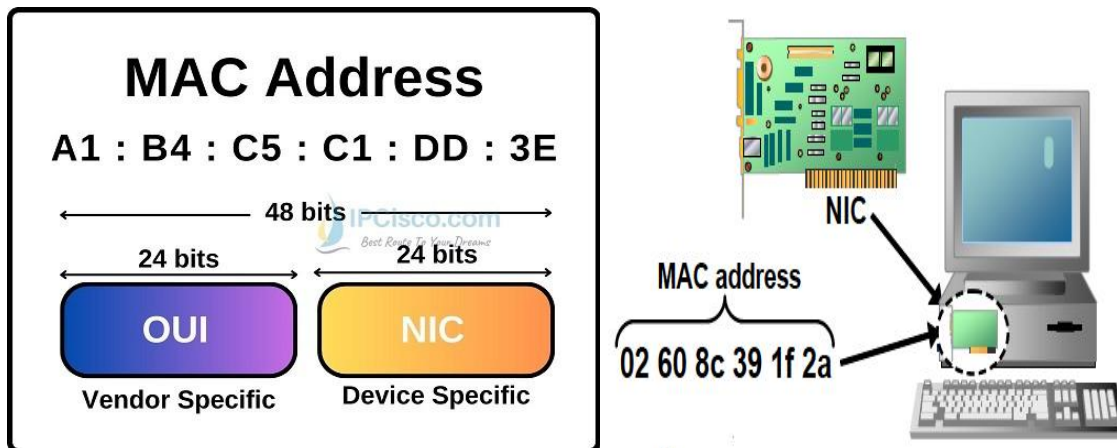 MAC Address
A1 : B4 : C5 : C1 : DD : 3E
48 bits
IPCisco.com
Best Route To Your Dreams
24 bits
24 bits
OUI
NIC
Vendor Specific
Device Specific
NIC
MAC address
02 60 8c 39 1f 2a